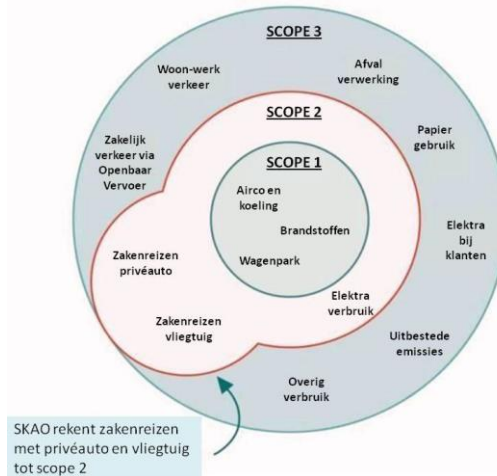 SCOPE 3
Woon-werk
verkeer
Afval
verwerking
SCOPE 2
Papier
gebruik
Zakelijk
verkeer via
Openbaar
Vervoer
SCOPE 1
Airco en
koeling
Brandstoffen
Wagenpark
Elektra
bij
klanten
Zakenreizen
privéauto
Elektra
verbruik
Zakenreizen
vliegtuig
Uitbestede
emissies
Overig
verbruik
SKAO rekent zakenreizen
met privéauto en vliegtuig
tot scope 2